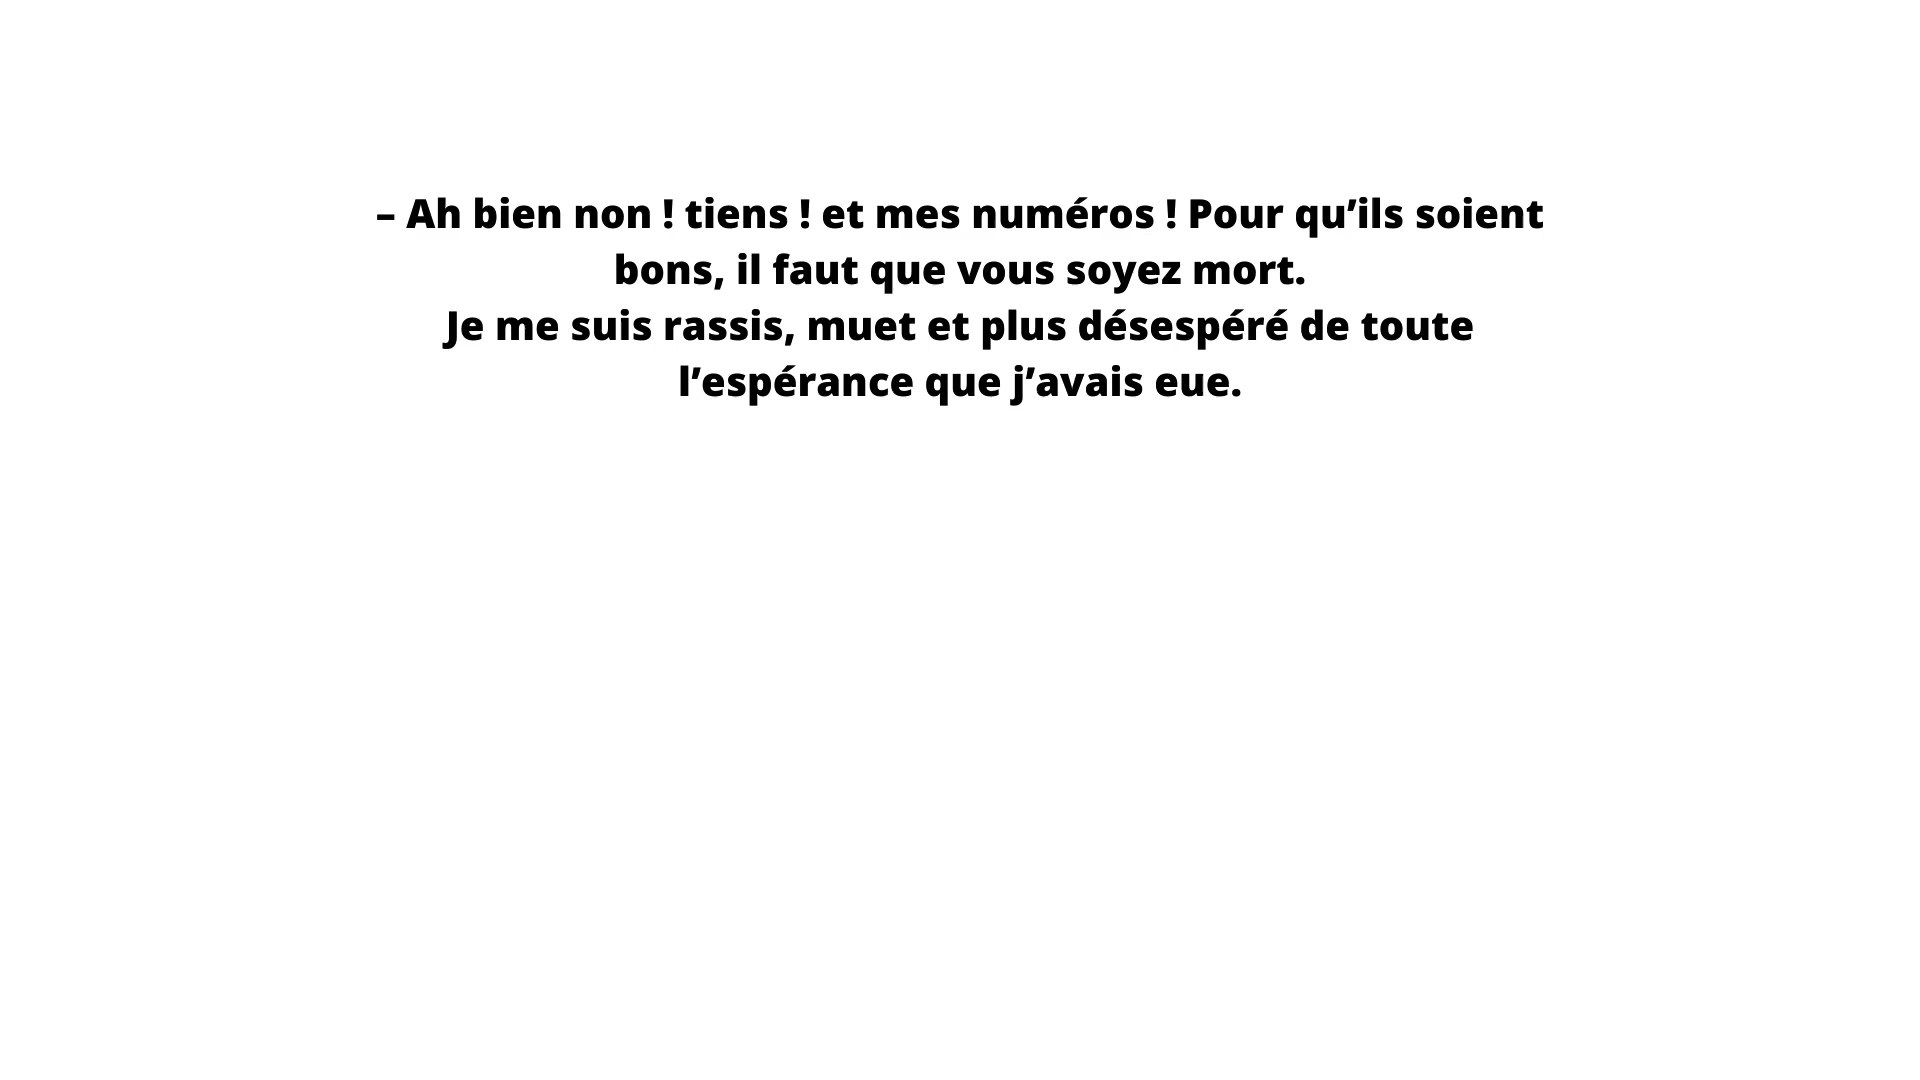 – Ah bien non ! tiens ! et mes numéros ! Pour qu’ils soient
bons, il faut que vous soyez mort.
Je me suis rassis, muet et plus désespéré de toute
l’espérance que j’avais eue.